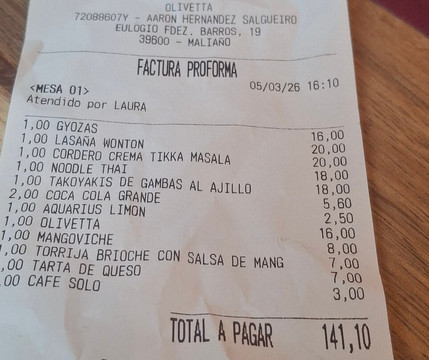 OLIVETTA
72088607Y - AARON HERNANDEZ SALGUEIRO
EULOGIO FDEZ. BARROS, 19
39600 - MALIAÑO
FACTURA PROFORMA
<MESA 01> 05/03/26 16:10
Atendido por LAURA
1,00 GYOZAS 16,00
1,00 LASAÑA WONTON 20,00
1,00 CORDERO CREMA TIKKA MASALA 20,00
1,00 NOODLE THAI 18,00
1,00 TAKOYAKIS DE GAMBAS AL AJILLO 18,00
2,00 COCA COLA GRANDE 5,60
1,00 AQUARIUS LIMON 2,50
1,00 OLIVETTA 16,00
1,00 MANGOVICHE 8,00
1,00 TORRIJA BRIOCHE CON SALSA DE MANG 7,00
,00 TARTA DE QUESO 7,00
,00 CAFE SOLO 3,00
TOTAL A PAGAR 141,10